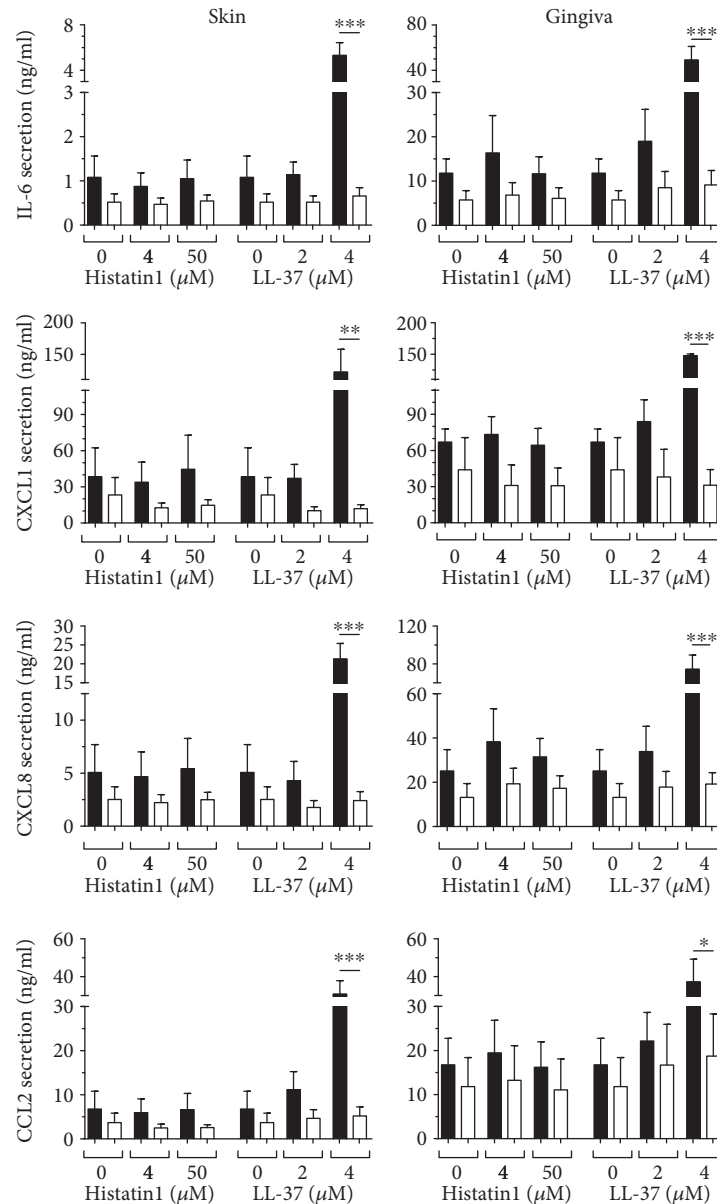 Skin
Gingiva
IL-6 secretion (ng/ml)
8
6
4
3
2
1
0
***
0 4 50 0 2 4
Histatin1 (μM) LL-37 (μM)
80
60
40
30
20
10
0
***
0 4 50 0 2 4
Histatin1 (μM) LL-37 (μM)
CXCL1 secretion (ng/ml)
200
150
90
60
30
0
**
0 4 50 0 2 4
Histatin1 (μM) LL-37 (μM)
200
150
90
60
30
0
***
0 4 50 0 2 4
Histatin1 (μM) LL-37 (μM)
CXCL8 secretion (ng/ml)
30
25
20
15
10
5
0
***
0 4 50 0 2 4
Histatin1 (μM) LL-37 (μM)
120
80
60
40
20
0
***
0 4 50 0 2 4
Histatin1 (μM) LL-37 (μM)
CCL2 secretion (ng/ml)
60
40
30
20
10
0
***
0 4 50 0 2 4
Histatin1 (μM) LL-37 (μM)
60
40
30
20
10
0
*
0 4 50 0 2 4
Histatin1 (μM) LL-37 (μM)